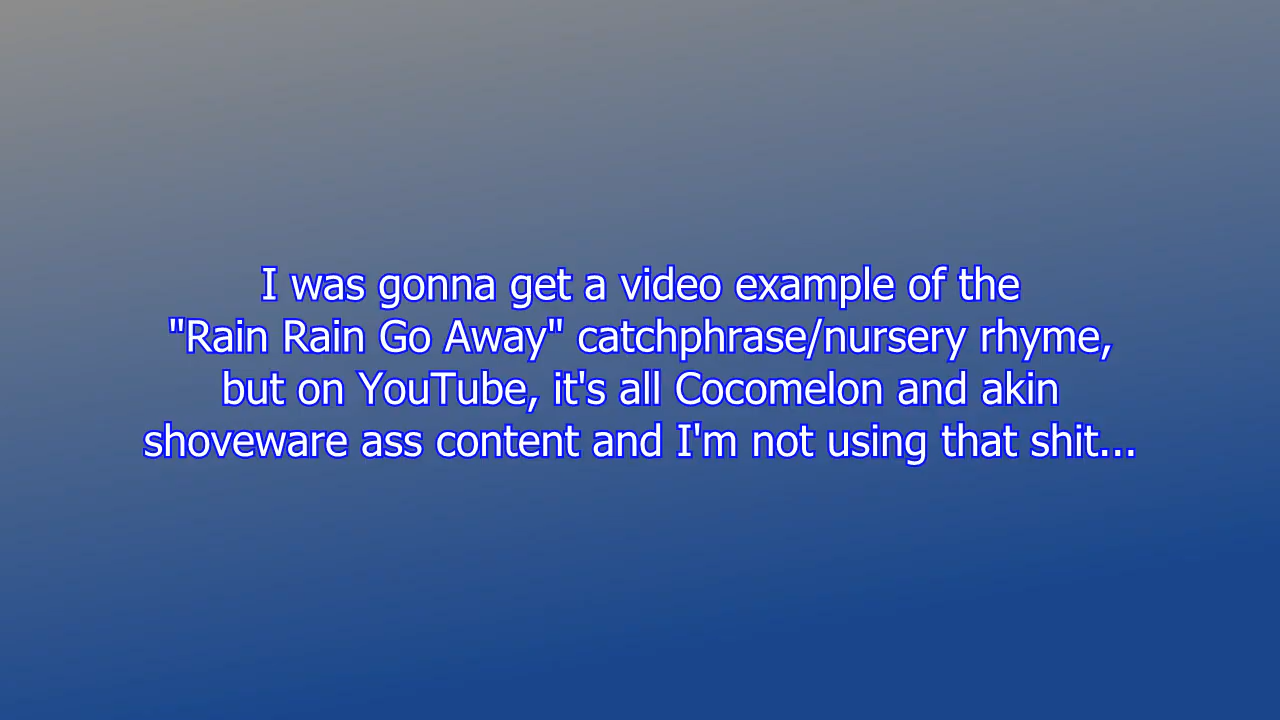 I was gonna get a video example of the
"Rain Rain Go Away" catchphrase/nursery rhyme,
but on YouTube, it's all Cocomelon and akin
shoveware ass content and I'm not using that shit...